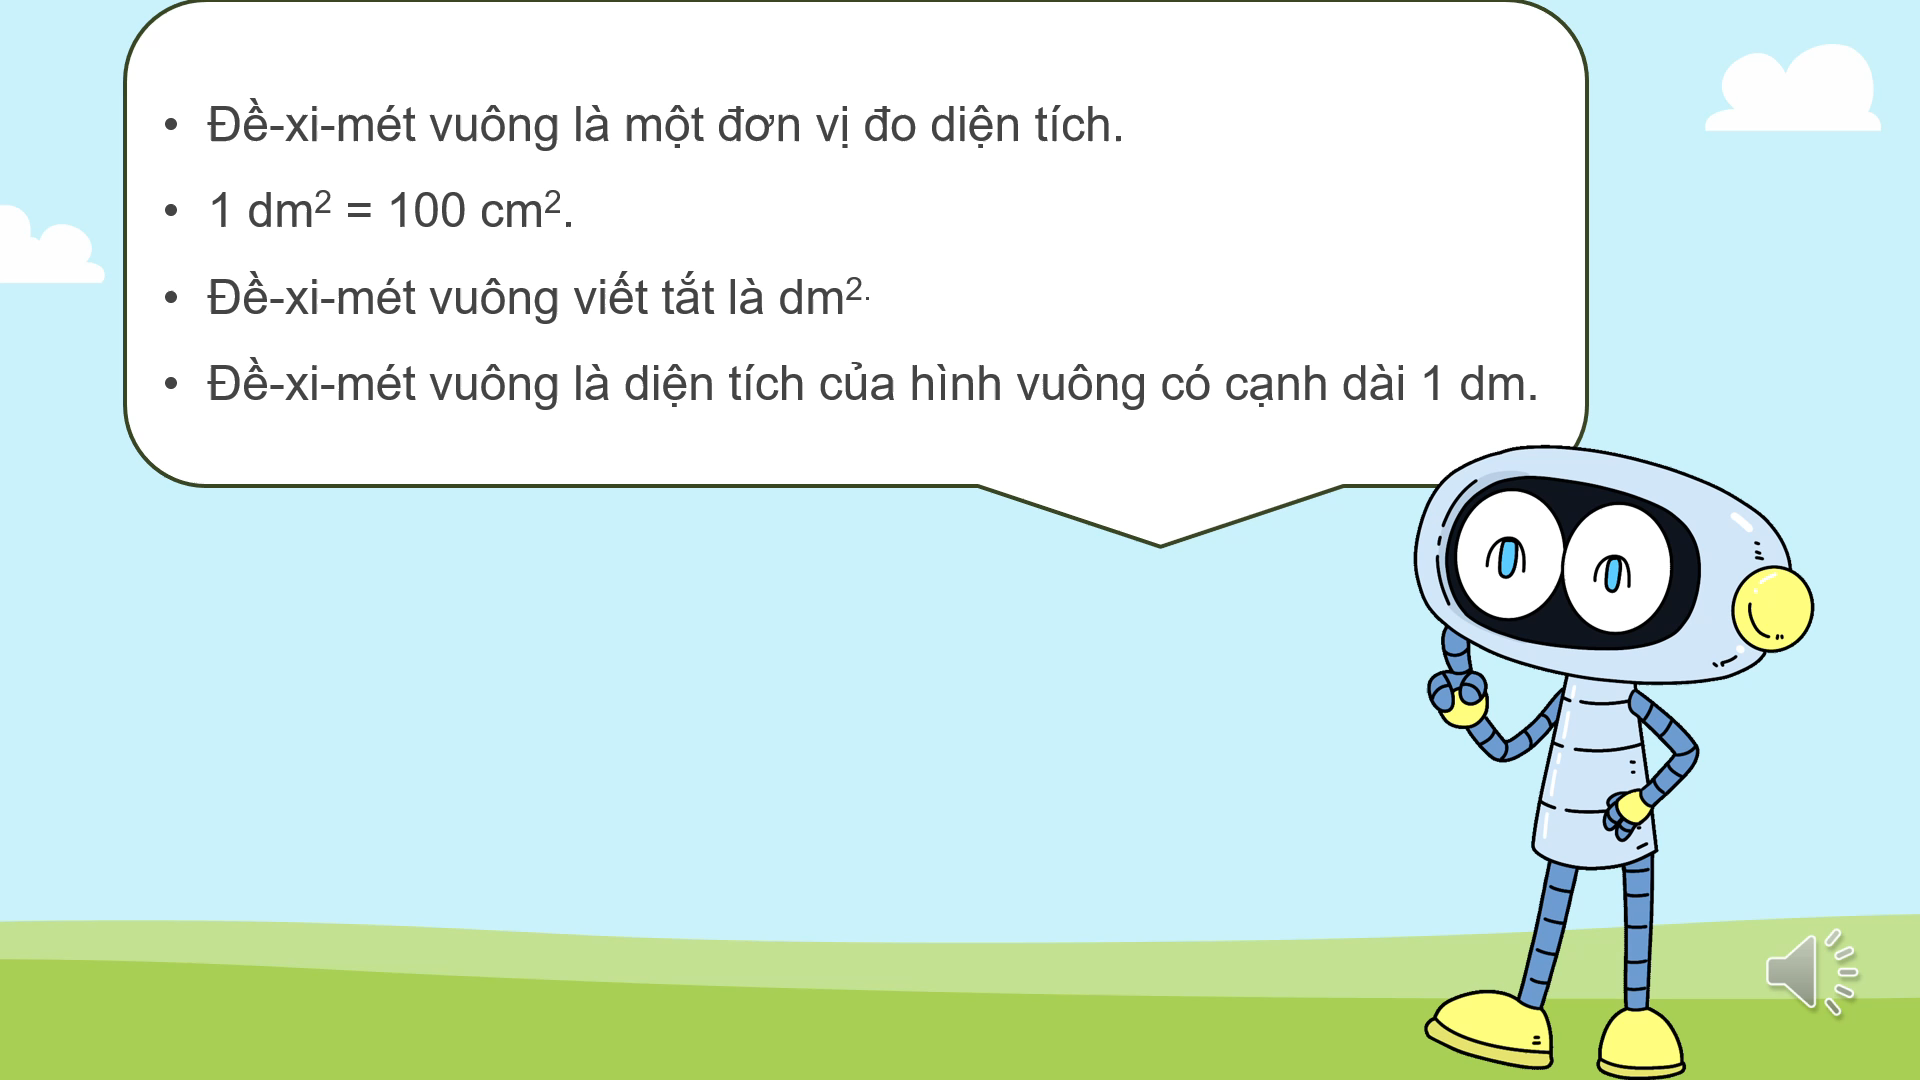 • Đề-xi-mét vuông là một đơn vị đo diện tích.
• 1 dm² = 100 cm².
• Đề-xi-mét vuông viết tắt là dm²·
• Đề-xi-mét vuông là diện tích của hình vuông có cạnh dài 1 dm.